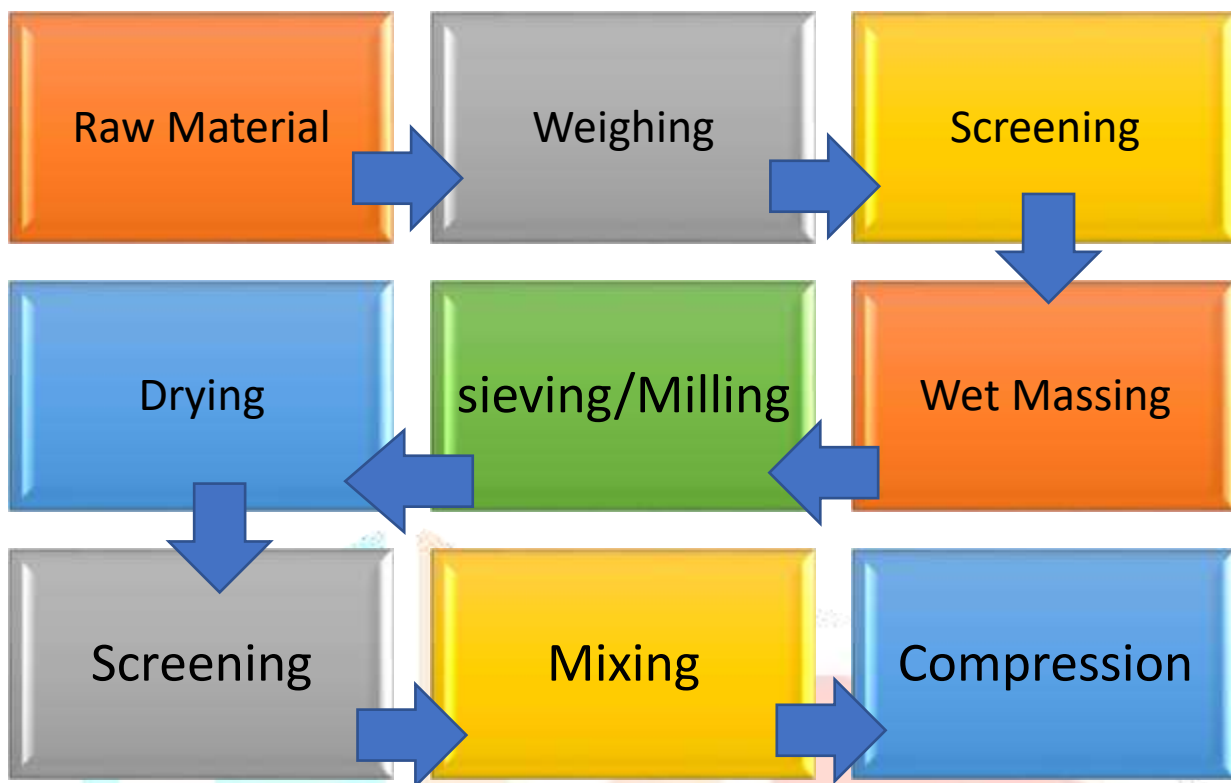 Raw Material
Weighing
Screening
Wet Massing
sieving/Milling
Drying
Screening
Mixing
Compression